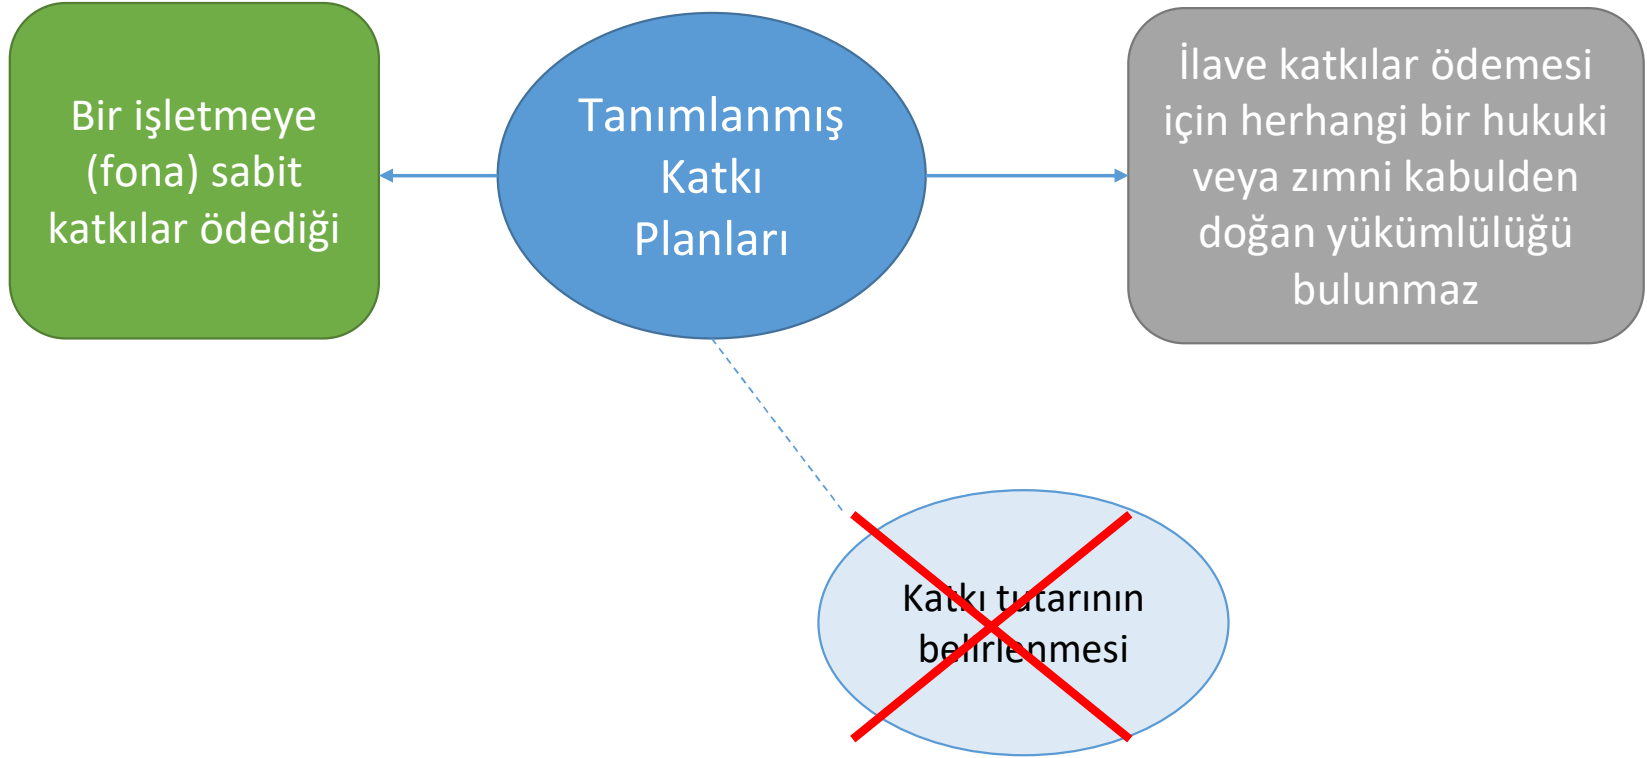 Bir işletmeye
(fona) sabit
katkılar ödediği
Tanımlanmış
Katkı
Planları
İlave katkılar ödemesi
için herhangi bir hukuki
veya zımni kabulden
doğan yükümlülüğü
bulunmaz
Katkı tutarının
belirlenmesi